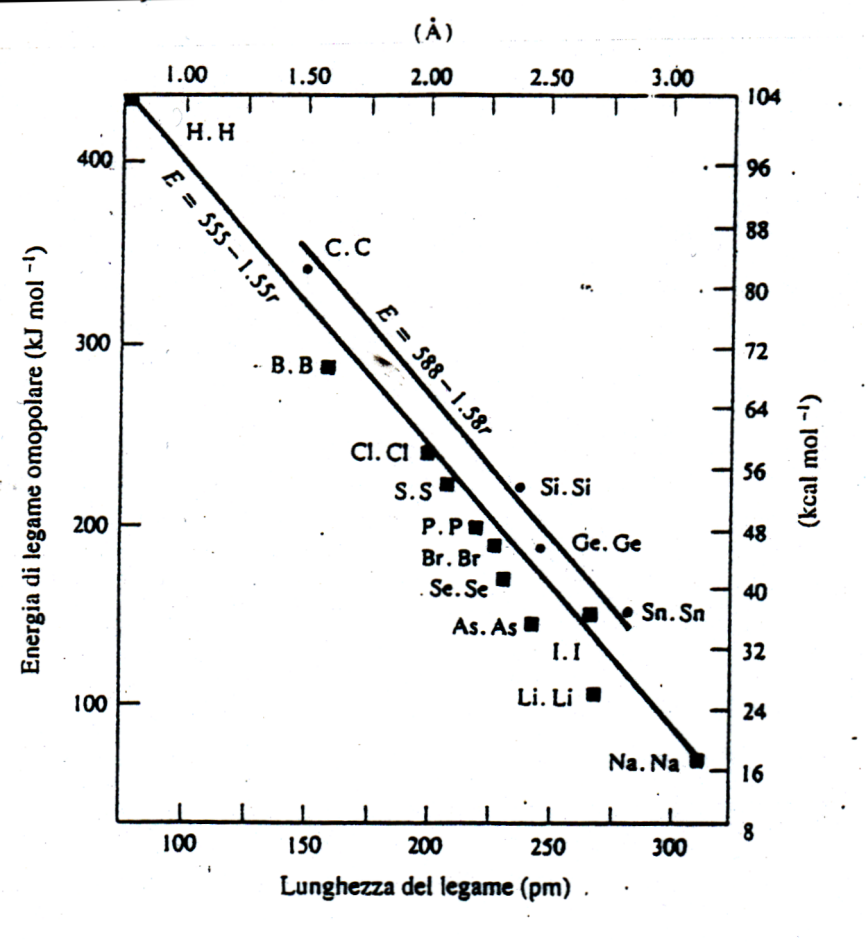 (Å)
1.00 1.50 2.00 2.50 3.00
104
H. H
400
96
E = 555 – 1.55r
88
C. C
80
E = 588 – 1.58r
300
72
B. B
64
Cl. Cl
56
Si. Si
S. S
200
P. P
48
Ge. Ge
Br. Br
Se. Se
40
Sn. Sn
As. As
32
I. I
100
Li. Li
24
Na. Na
16
8
100 150 200 250 300
Lunghezza del legame (pm)
Energia di legame omopolare (kJ mol ⁻¹)
(kcal mol ⁻¹)